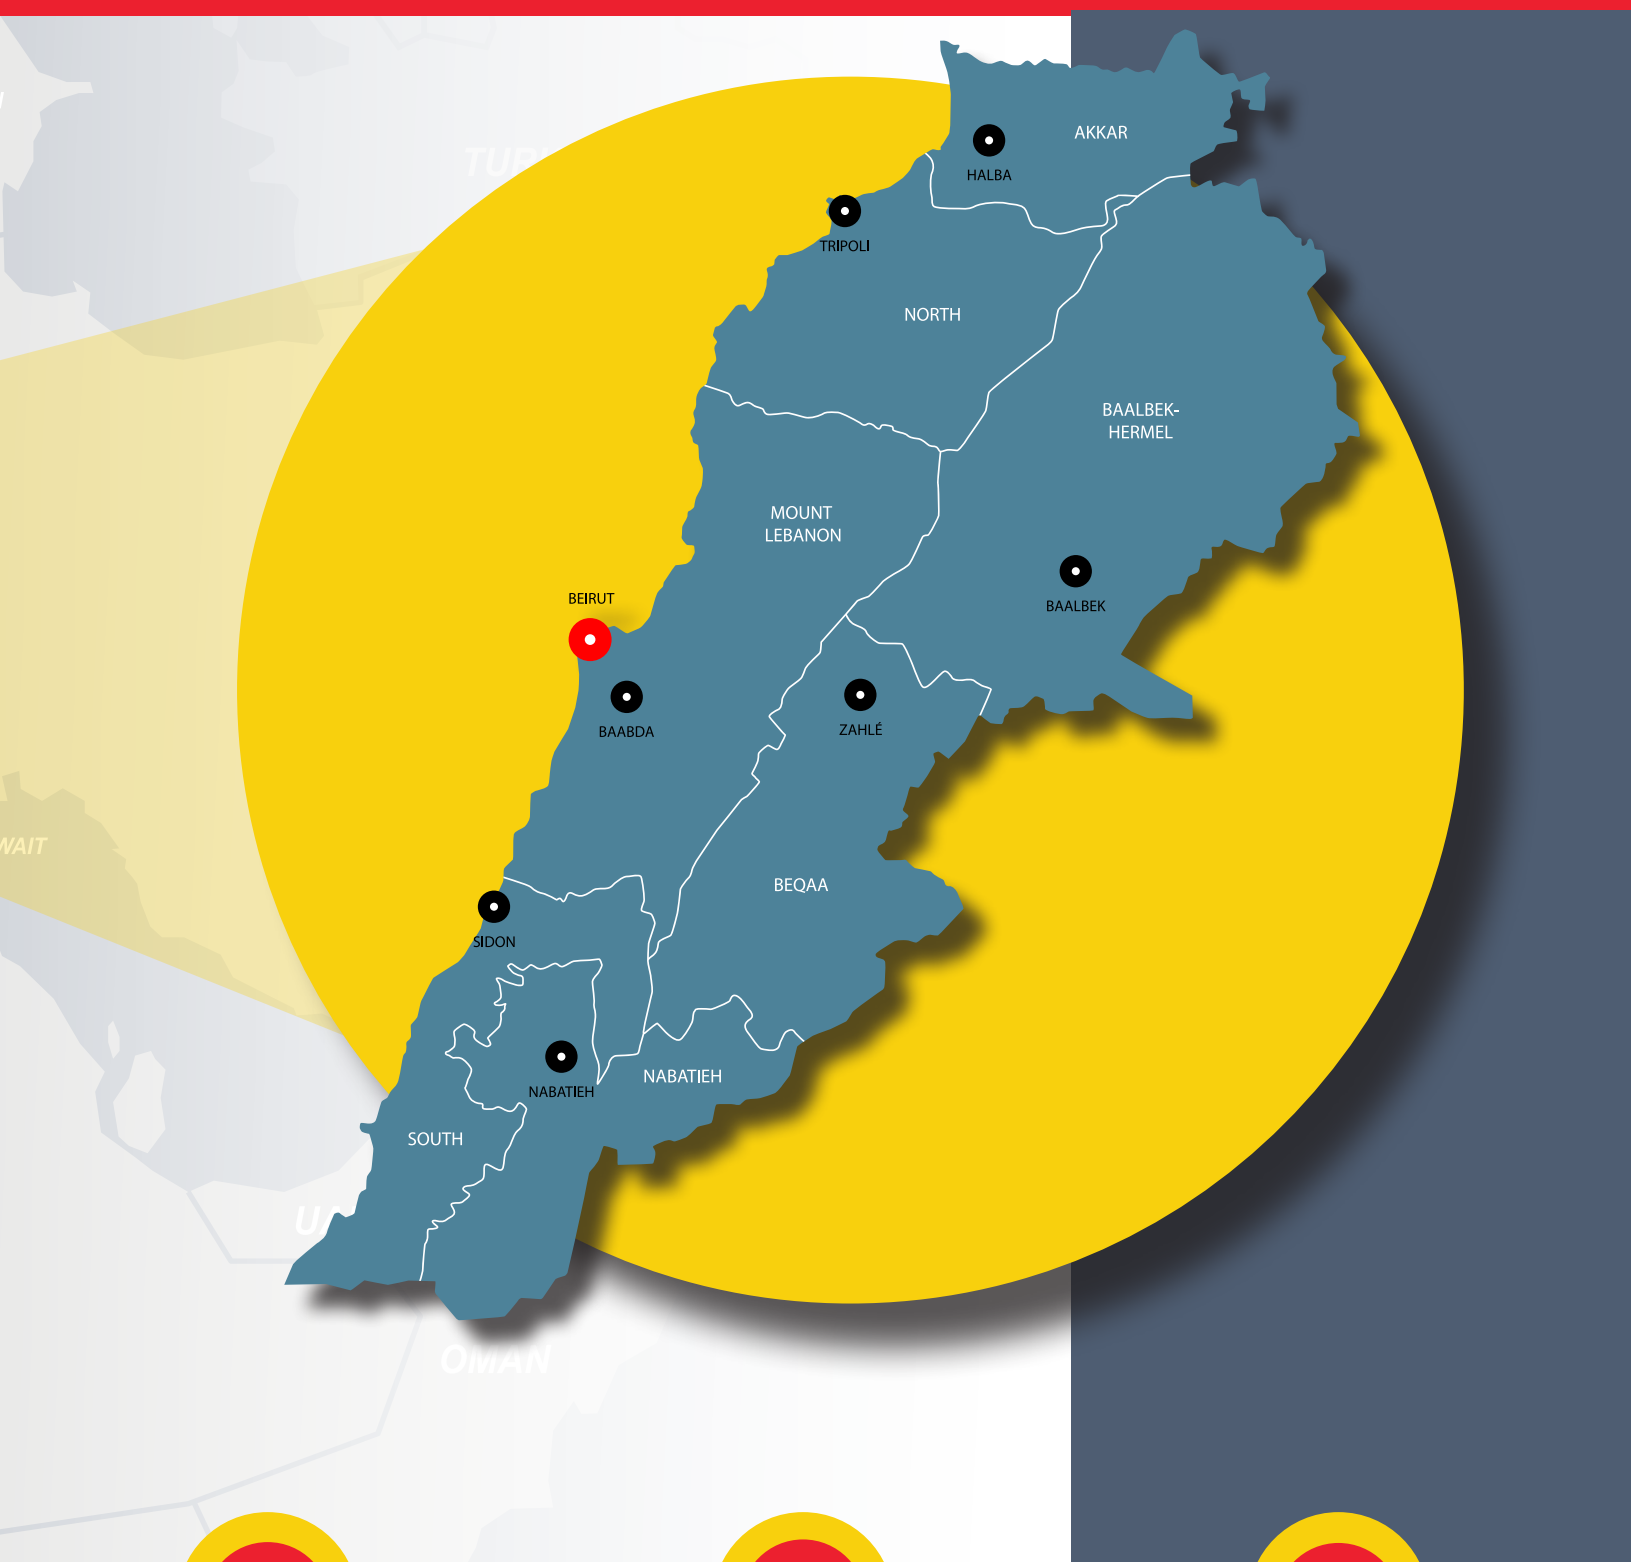 AKKAR
HALBA
TRIPOLI
NORTH
BAALBEK-
HERMEL
MOUNT
LEBANON
BAALBEK
BEIRUT
ZAHLÉ
BAABDA
BEQAA
SIDON
NABATIEH
NABATIEH
SOUTH
OMAN